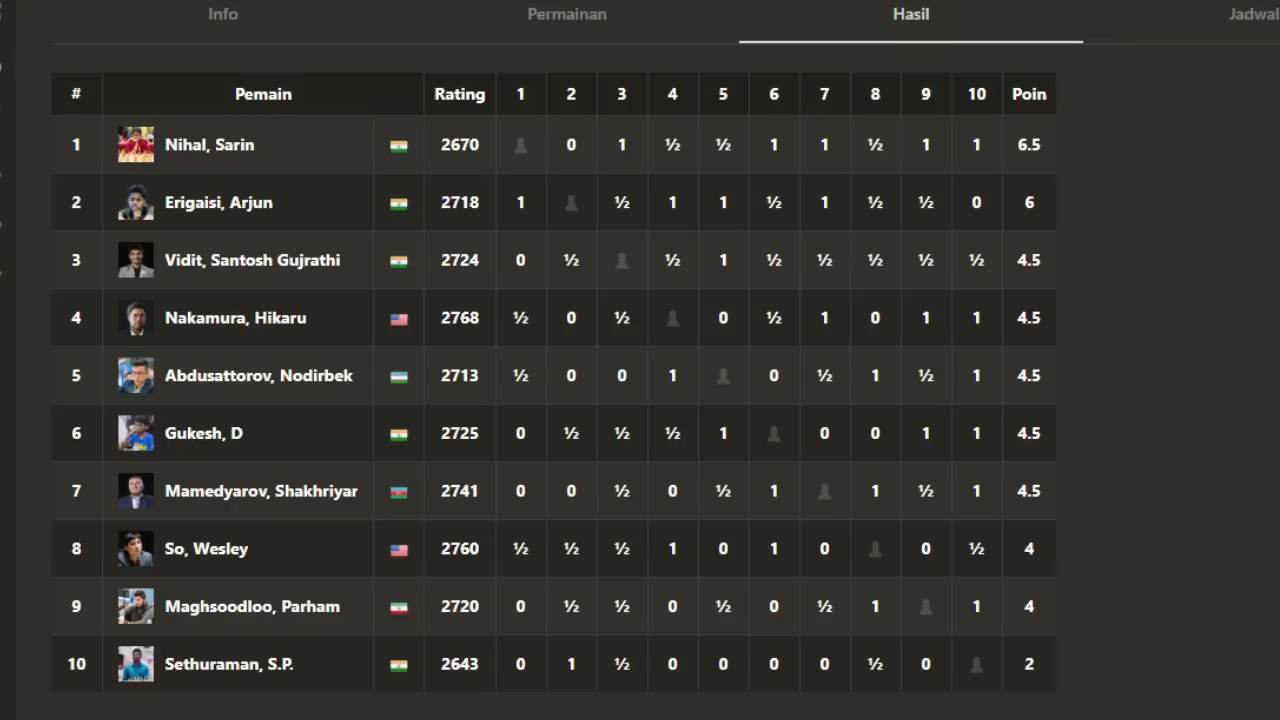 Info Permainan Hasil Jadwal
# Pemain Rating 1 2 3 4 5 6 7 8 9 10 Poin
1 Nihal, Sarin 2670 0 1 ½ ½ 1 1 ½ 1 1 6.5
2 Erigaisi, Arjun 2718 1 ½ 1 1 ½ 1 ½ ½ 0 6
3 Vidit, Santosh Gujrathi 2724 0 ½ ½ 1 ½ ½ ½ ½ ½ 4.5
4 Nakamura, Hikaru 2768 ½ 0 ½ 0 ½ 1 0 1 1 4.5
5 Abdusattorov, Nodirbek 2713 ½ 0 0 1 0 ½ 1 ½ 1 4.5
6 Gukesh, D 2725 0 ½ ½ ½ 1 0 0 1 1 4.5
7 Mamedyarov, Shakhriyar 2741 0 0 ½ 0 ½ 1 1 ½ 1 4.5
8 So, Wesley 2760 ½ ½ ½ 1 0 1 0 0 ½ 4
9 Maghsoodloo, Parham 2720 0 ½ ½ 0 ½ 0 ½ 1 1 4
10 Sethuraman, S.P. 2643 0 1 ½ 0 0 0 0 ½ 0 2